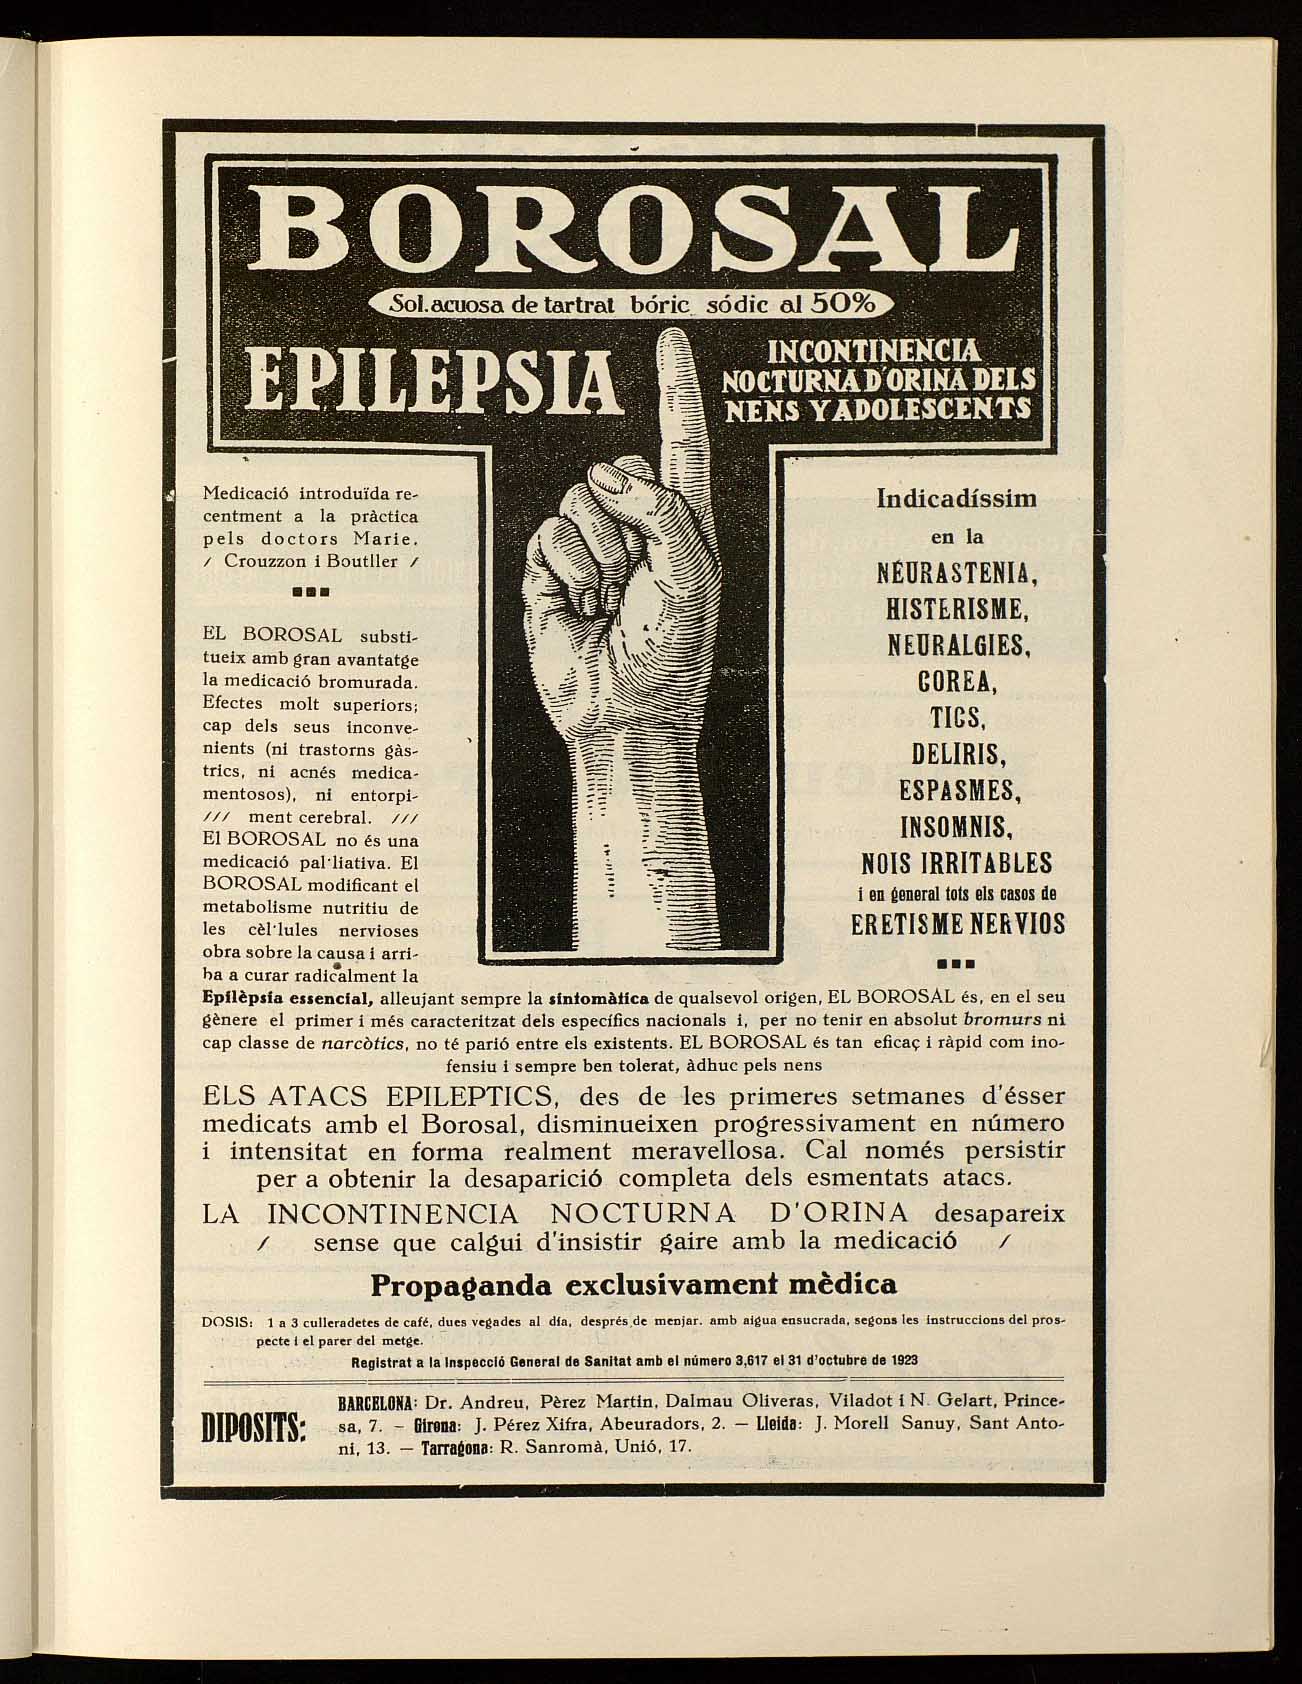 BOROSAL
Sol. acuosa de tartrat bóric sódic al 50%
EPILEPSIA
INCONTINENCIA
NOCTURNA D'ORINA DELS
NENS Y ADOLESCENTS
Medicació introduïda re-
centment a la pràctica
pels doctors Marie,
/ Crouzzon i Boutller /
EL BOROSAL substi-
tueix amb gran avantatge
la medicació bromurada.
Efectes molt superiors;
cap dels seus inconve-
nients (ni trastorns gàs-
trics, ni acnés medica-
mentosos), ni entorpi-
/// ment cerebral. ///
El BOROSAL no és una
medicació pal·liativa. El
BOROSAL modificant el
metabolisme nutritiu de
les cèl·lules nervioses
obra sobre la causa i arri-
ba a curar radicalment la
Indicadíssim
en la
NEURASTENIA,
HISTERISME,
NEURALGIES,
COREA,
TICS,
DELIRIS,
ESPASMES,
INSOMNIS,
NOIS IRRITABLES
i en general tots els casos de
ERETISME NERVIOS
Epilèpsia essencial, alleujant sempre la sintomàtica de qualsevol origen, EL BOROSAL és, en el seu
gènere el primer i més caracteritzat dels específics nacionals i, per no tenir en absolut bromurs ni
cap classe de narcòtics, no té parió entre els existents. EL BOROSAL és tan eficaç i ràpid com ino-
fensiu i sempre ben tolerat, àdhuc pels nens
ELS ATACS EPILEPTICS, des de les primeres setmanes d'ésser
medicats amb el Borosal, disminueixen progressivament en número
i intensitat en forma realment meravellosa. Cal només persistir
per a obtenir la desaparició completa dels esmentats atacs.
LA INCONTINENCIA NOCTURNA D'ORINA desapareix
/ sense que calgui d'insistir gaire amb la medicació /
Propaganda exclusivament mèdica
DOSIS: 1 a 3 culleradetes de café, dues vegades al día, després de menjar. amb aigua ensucrada, segons les instruccions del pros-
pecte i el parer del metge.
Registrat a la Inspecció General de Sanitat amb el número 3,617 el 31 d'octubre de 1923
DIPOSITS:
BARCELONA: Dr. Andreu, Pèrez Martin, Dalmau Oliveras, Viladot i N. Gelart, Prince-
sa, 7. – Girona: J. Pérez Xifra, Abeuradors, 2. — Lleida: J. Morell Sanuy, Sant Anto-
ni, 13. — Tarragona: R. Sanromà, Unió, 17.